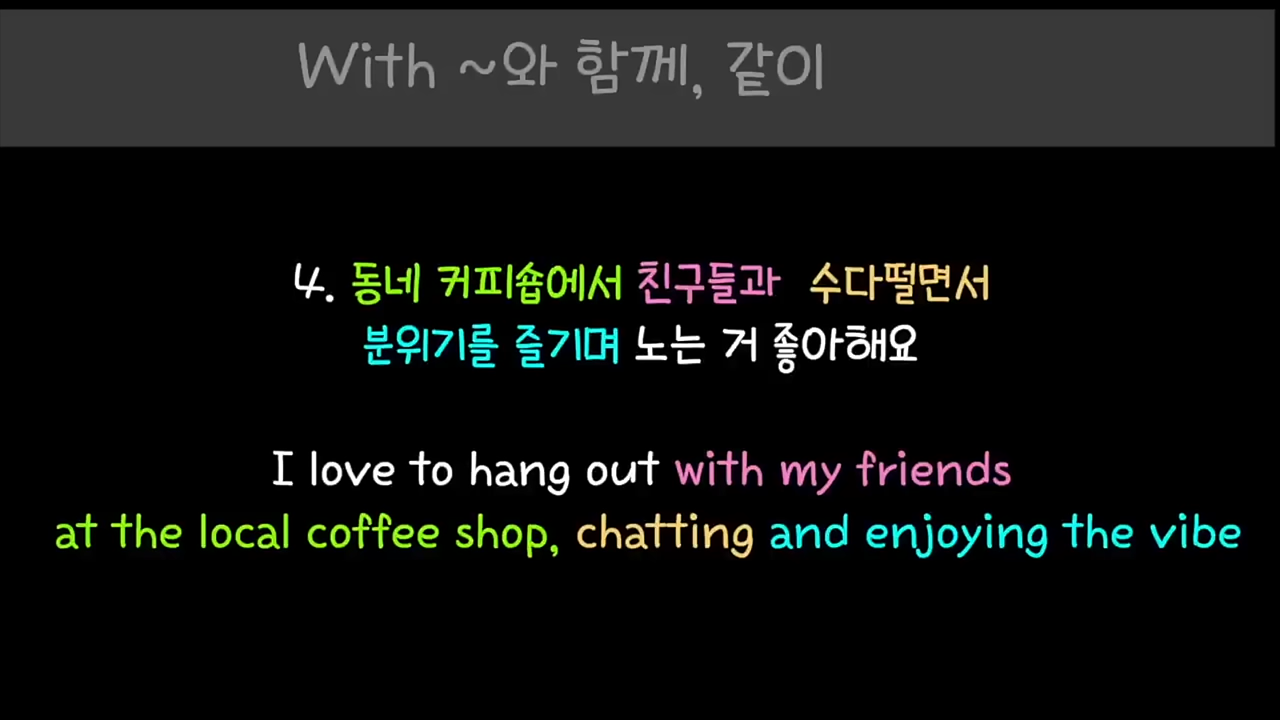 With ~와 함께, 같이
4. 동네 커피숍에서 친구들과 수다떨면서
분위기를 즐기며 노는 거 좋아해요
I love to hang out with my friends
at the local coffee shop, chatting and enjoying the vibe